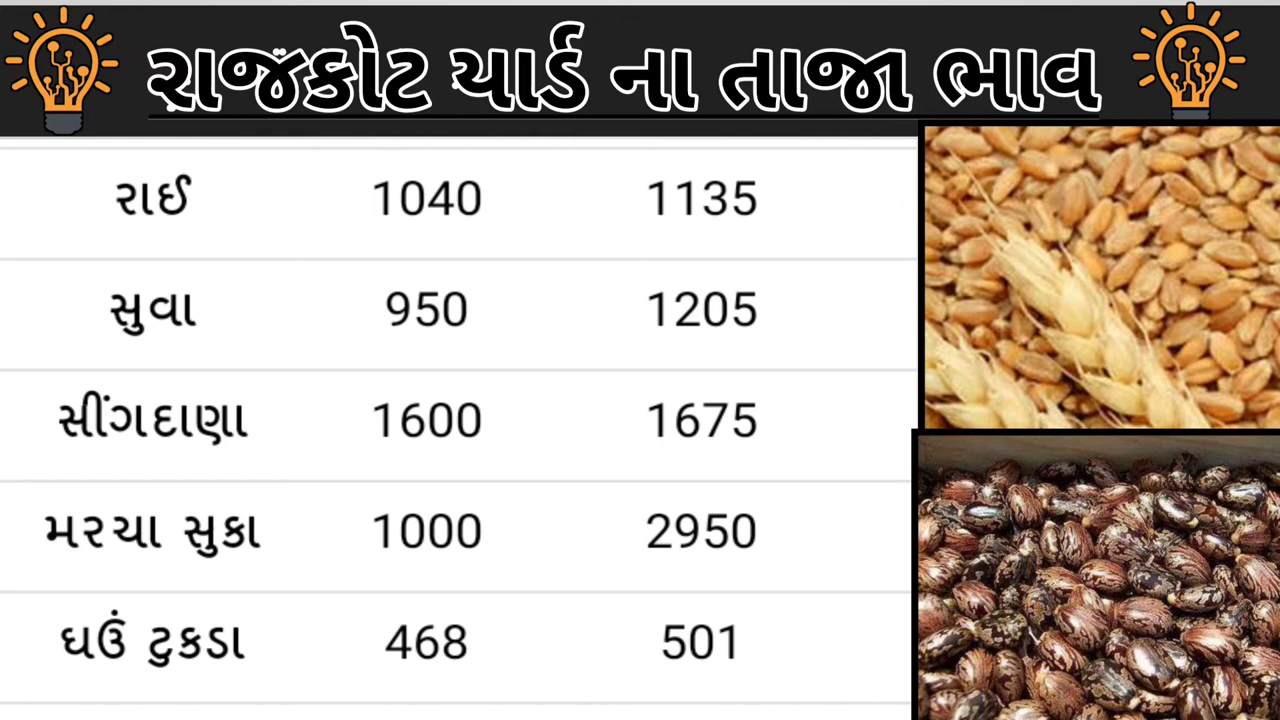 રાજકોટ યાર્ડ ના તાજા ભાવ
રાઈ 1040 1135
સુવા 950 1205
સીંગદાણા 1600 1675
મરચા સુકા 1000 2950
ઘઉં ટુકડા 468 501